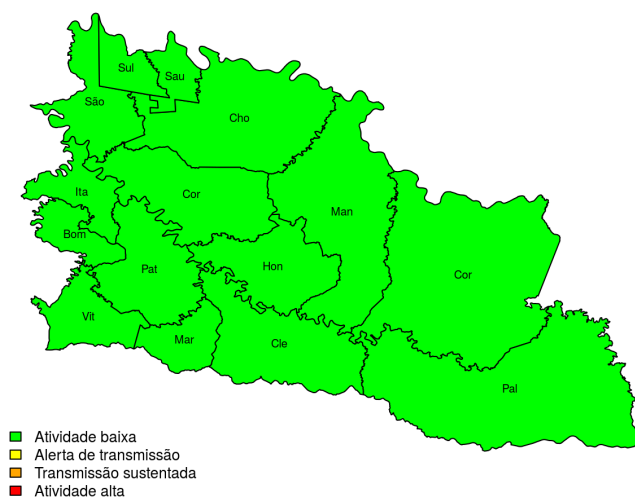 Sul
Sau
São
Cho
Ita
Cor
Man
Bom
Pat
Hon
Cor
Vit
Mar
Cle
Pal
Atividade baixa
Alerta de transmissão
Transmissão sustentada
Atividade alta